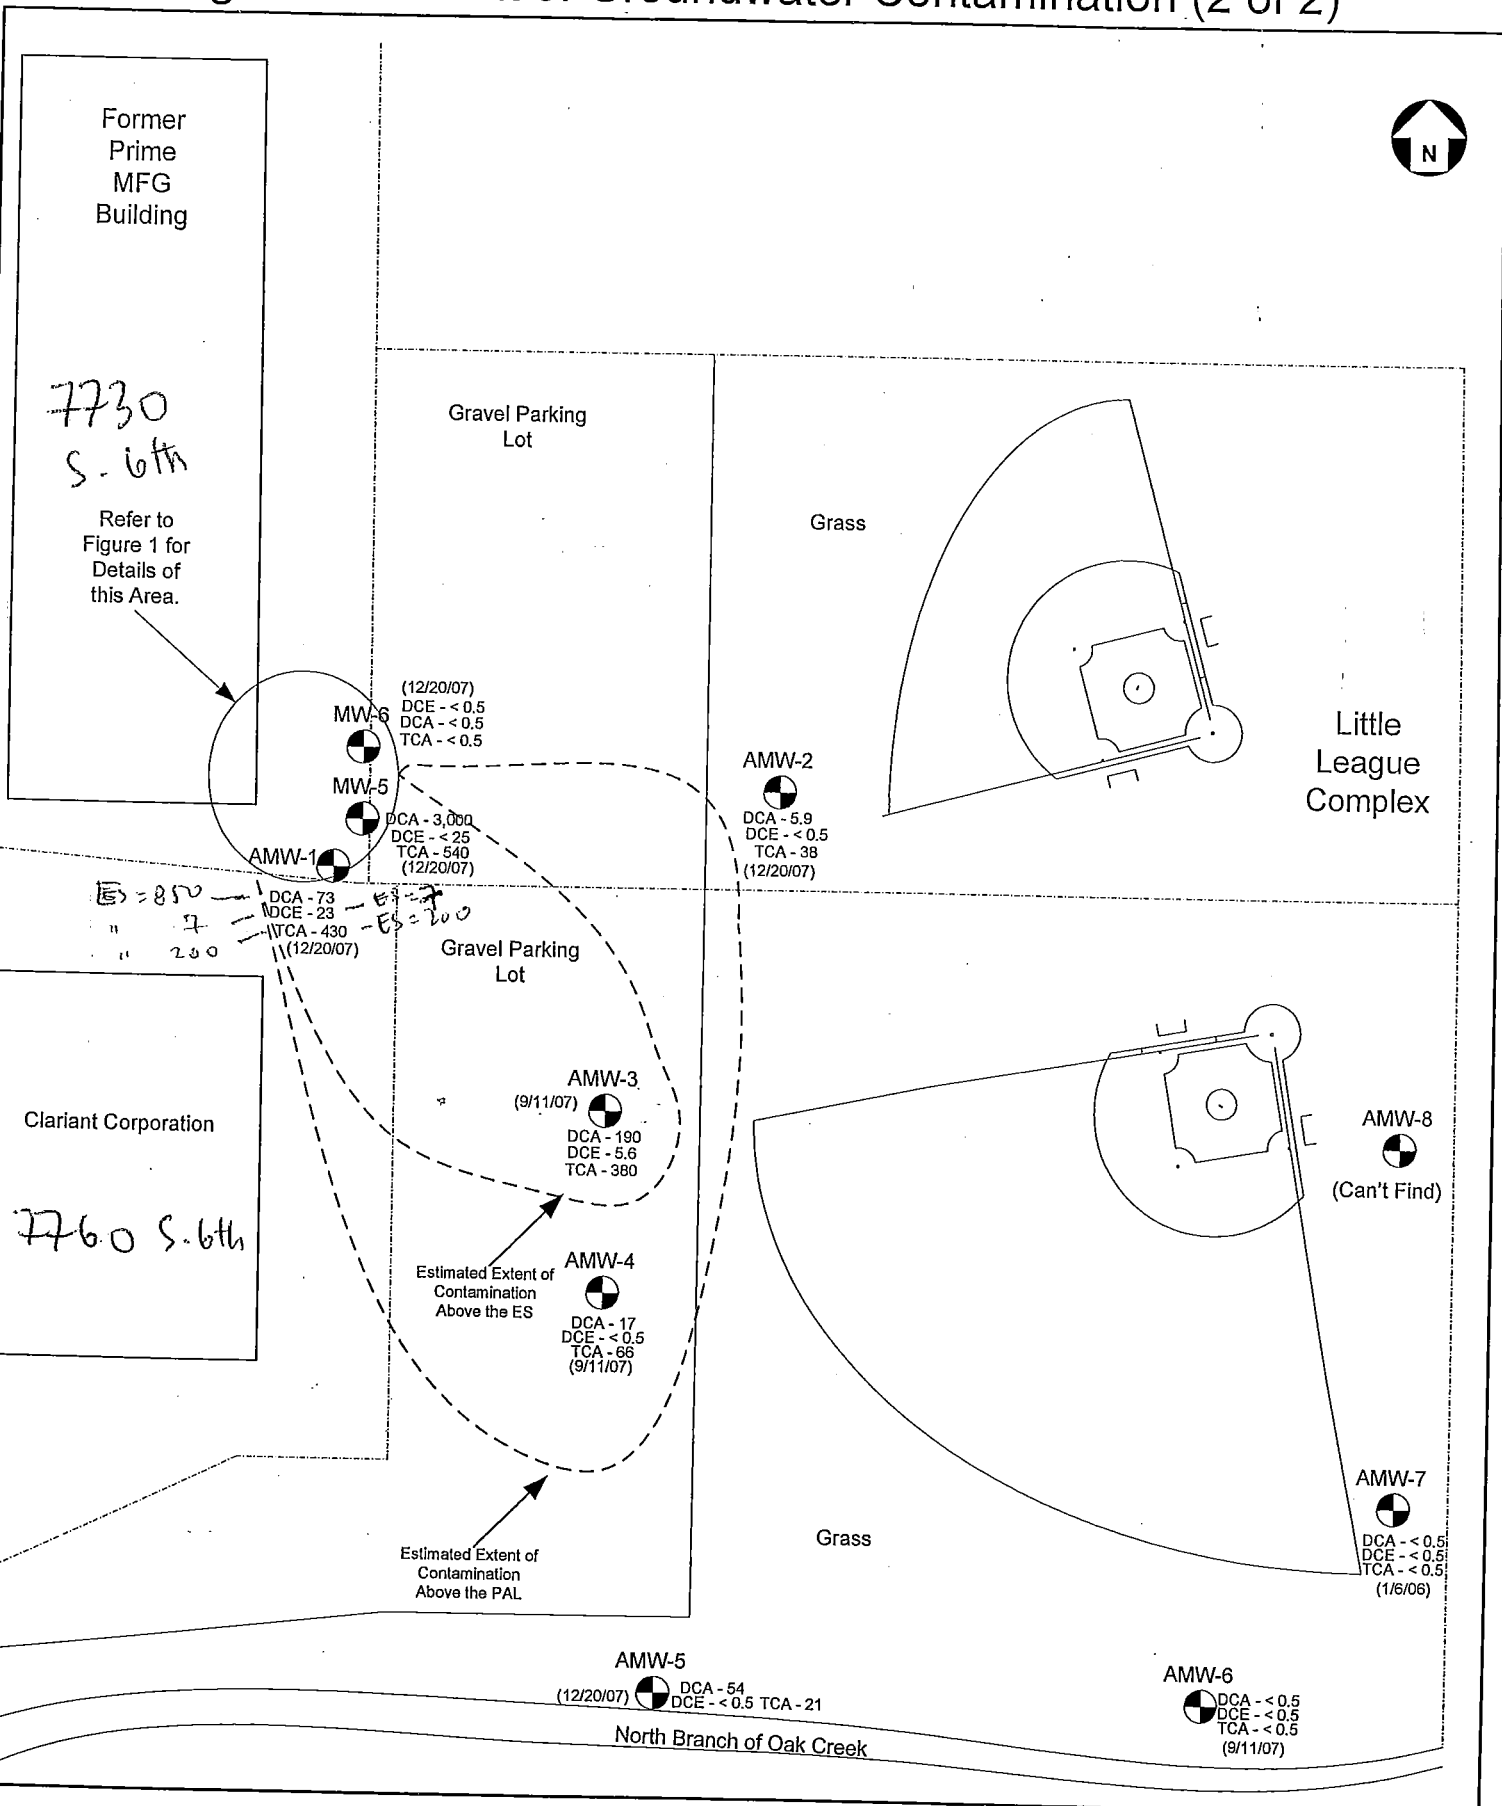 Groundwater Contamination (2 of 2)
Former
Prime
MFG
Building
N
7730
S. 6th
Refer to
Figure 1 for
Details of
this Area.
Gravel Parking
Lot
Grass
Little
League
Complex
(12/20/07)
DCE - < 0.5
DCA - < 0.5
TCA - < 0.5
MW-6
MW-5
DCA - 3,000
DCE - < 25
TCA - 540
(12/20/07)
AMW-2
DCA - 5.9
DCE - < 0.5
TCA - 38
(12/20/07)
AMW-1
ES = 850 DCA - 73
" 7 DCE - 23 ES = 7
" 200 TCA - 430 ES = 200
(12/20/07)
Gravel Parking
Lot
AMW-3
(9/11/07)
DCA - 190
DCE - 5.6
TCA - 380
Clariant Corporation
7760 S. 6th
AMW-8
(Can't Find)
Estimated Extent of
Contamination
Above the ES
AMW-4
DCA - 17
DCE - < 0.5
TCA - 66
(9/11/07)
Estimated Extent of
Contamination
Above the PAL
Grass
AMW-7
DCA - < 0.5
DCE - < 0.5
TCA - < 0.5
(1/6/06)
AMW-5
(12/20/07) DCA - 54
DCE - < 0.5 TCA - 21
AMW-6
DCA - < 0.5
DCE - < 0.5
TCA - < 0.5
(9/11/07)
North Branch of Oak Creek